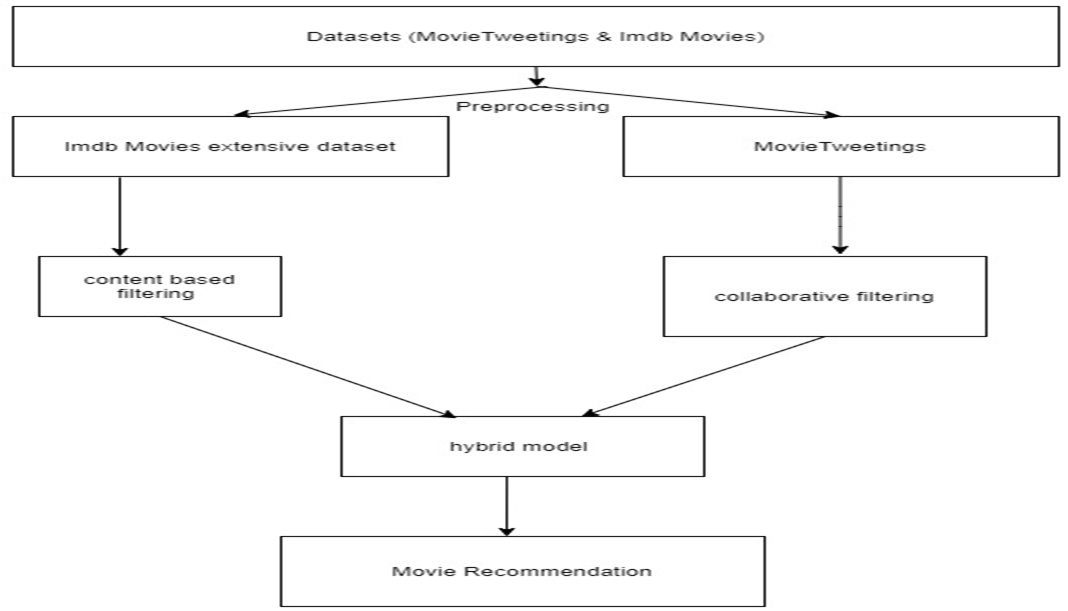 Datasets (MovieTweetings & Imdb Movies)
Preprocessing
Imdb Movies extensive dataset
MovieTweetings
content based
filtering
collaborative filtering
hybrid model
Movie Recommendation